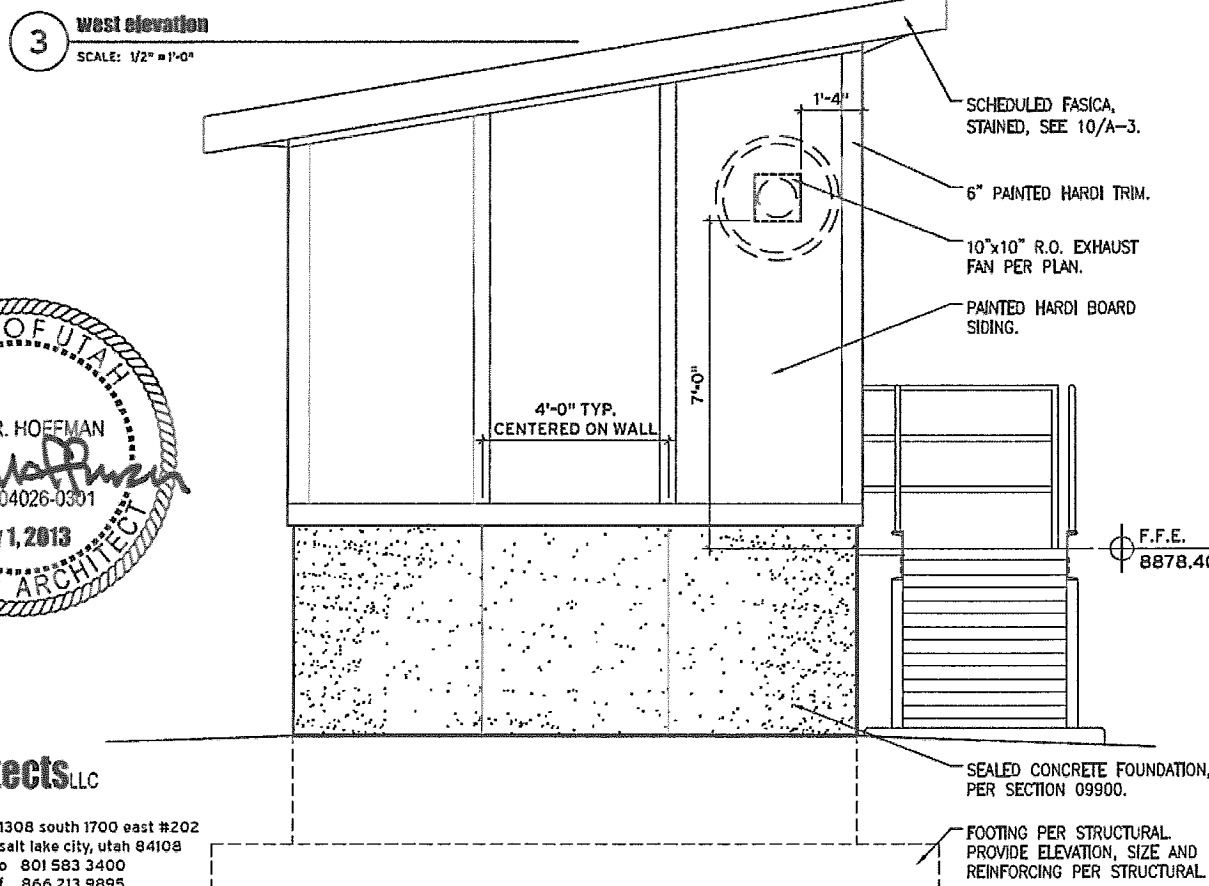 3
west elevation
SCALE: 1/2" = 1'-0"
1'-4"
SCHEDULED FASICA,
STAINED, SEE 10/A-3.
6" PAINTED HARDI TRIM.
10"x10" R.O. EXHAUST
FAN PER PLAN.
PAINTED HARDI BOARD
SIDING.
7'-0"
4'-0" TYP.
CENTERED ON WALL
OF UTAH
R. HOFFMAN
04026-0301
1, 2013
ARCHITECT
F.F.E.
8878.40
SEALED CONCRETE FOUNDATION,
PER SECTION 09900.
FOOTING PER STRUCTURAL.
PROVIDE ELEVATION, SIZE AND
REINFORCING PER STRUCTURAL.
tects LLC
1308 south 1700 east #202
salt lake city, utah 84108
o 801 583 3400
f 866 213 9895